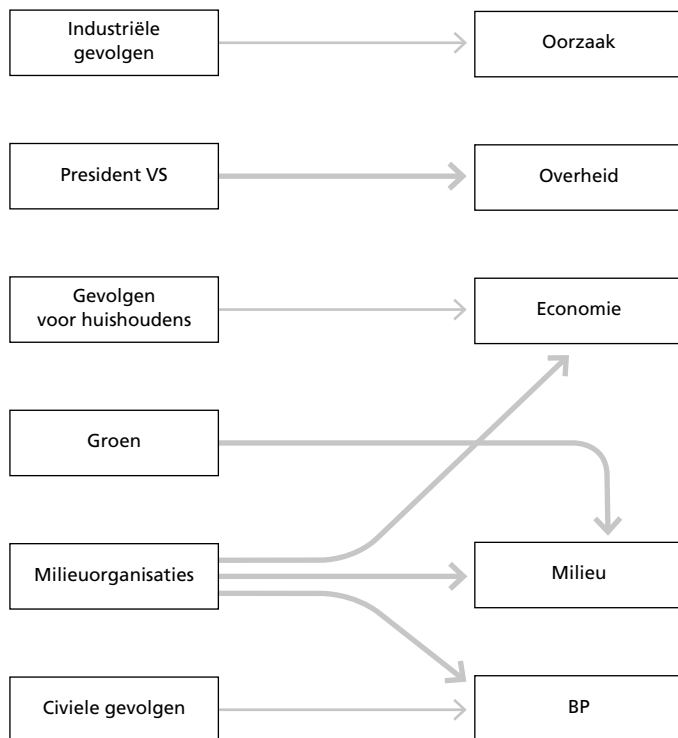 Industriële
gevolgen
Oorzaak
President VS
Overheid
Gevolgen
voor huishoudens
Economie
Groen
Milieuorganisaties
Milieu
Civiele gevolgen
BP